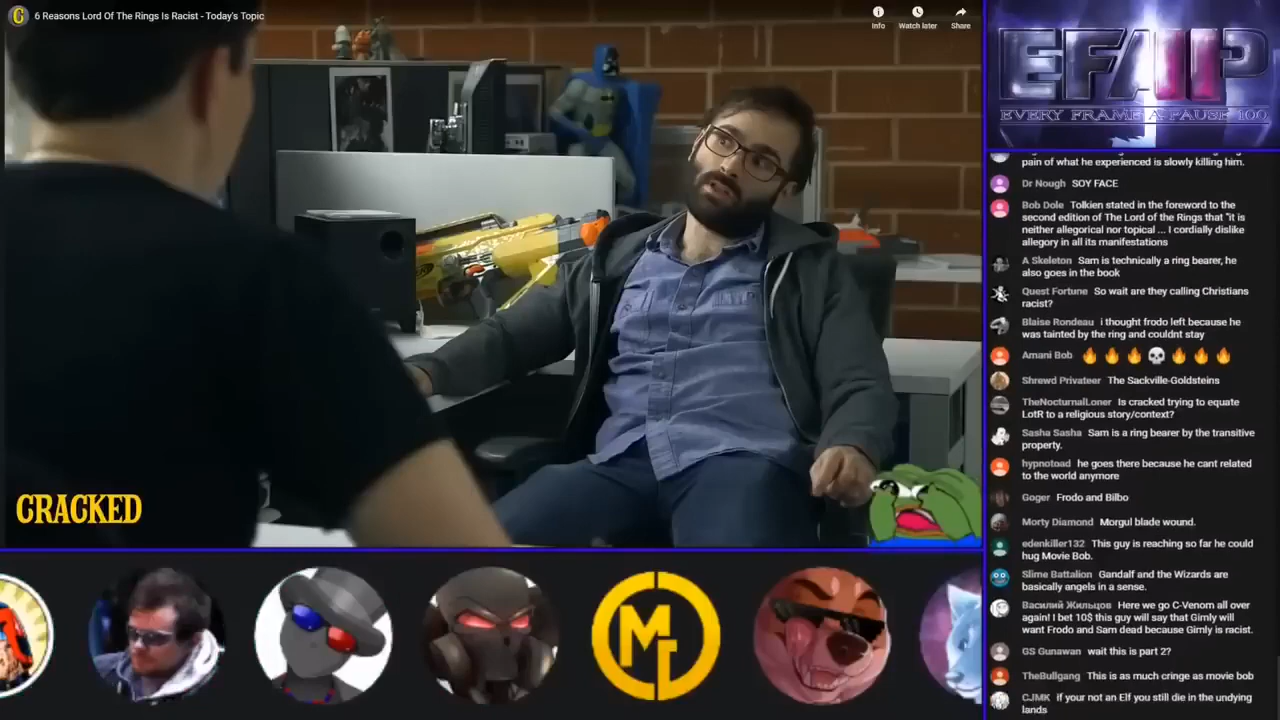 6 Reasons Lord Of The Rings Is Racist - Today's Topic
Info
Watch later
Share
CRACKED
EFAP
EVERY FRAME A PAUSE 100
pain of what he experienced is slowly killing him.
Dr Nough SOY FACE
Bob Dole Tolkien stated in the foreword to the
second edition of The Lord of the Rings that "it is
neither allegorical nor topical ... I cordially dislike
allegory in all its manifestations
A Skeleton Sam is technically a ring bearer, he
also goes in the book
Quest Fortune So wait are they calling Christians
racist?
Blaise Rondeau i thought frodo left because he
was tainted by the ring and couldnt stay
Amani Bob 🔥🔥🔥💀🔥🔥🔥
Shrewd Privateer The Sackville-Goldsteins
TheNocturnalLoner Is cracked trying to equate
LotR to a religious story/context?
Sasha Sasha Sam is a ring bearer by the transitive
property.
hypnotoad he goes there because he cant related
to the world anymore
Goger Frodo and Bilbo
Morty Diamond Morgul blade wound.
edenkiller132 This guy is reaching so far he could
hug Movie Bob.
Slime Battalion Gandalf and the Wizards are
basically angels in a sense.
Василий Жильцов Here we go C-Venom all over
again! I bet 10$ this guy will say that Gimly will
want Frodo and Sam dead because Gimly is racist.
GS Gunawan wait this is part 2?
TheBullgang This is as much cringe as movie bob
CJMK if your not an Elf you still die in the undying
lands